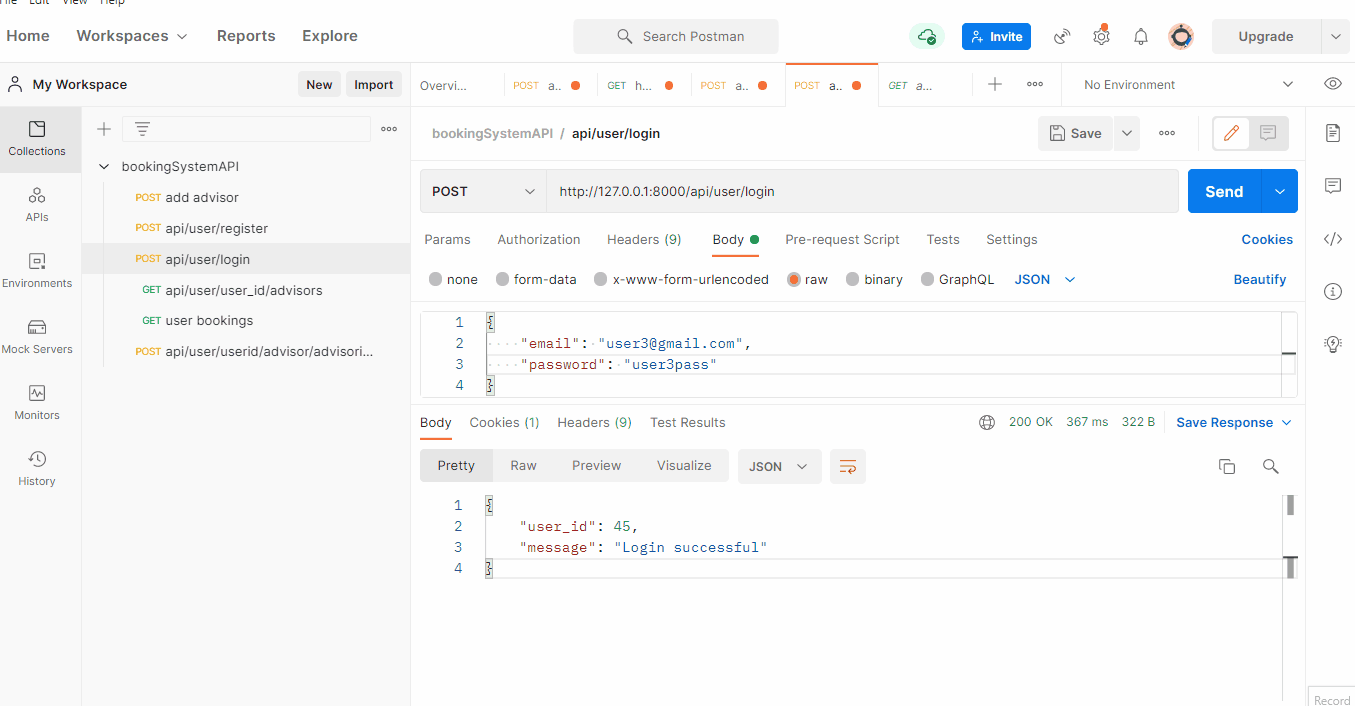 File Edit View Help
Home Workspaces Reports Explore Search Postman Invite Upgrade
My Workspace New Import Overvi... POST a.. GET h... POST a.. POST a.. GET a... No Environment
Collections
APIs
Environments
Mock Servers
Monitors
History
bookingSystemAPI
POST add advisor
POST api/user/register
POST api/user/login
GET api/user/user_id/advisors
GET user bookings
POST api/user/userid/advisor/advisori...
bookingSystemAPI / api/user/login Save
POST http://127.0.0.1:8000/api/user/login Send
Params Authorization Headers (9) Body Pre-request Script Tests Settings Cookies
none form-data x-www-form-urlencoded raw binary GraphQL JSON Beautify
1 {
2 "email": "user3@gmail.com",
3 "password": "user3pass"
4 }
Body Cookies (1) Headers (9) Test Results 200 OK 367 ms 322 B Save Response
Pretty Raw Preview Visualize JSON
1 {
2 "user_id": 45,
3 "message": "Login successful"
4 }
Record